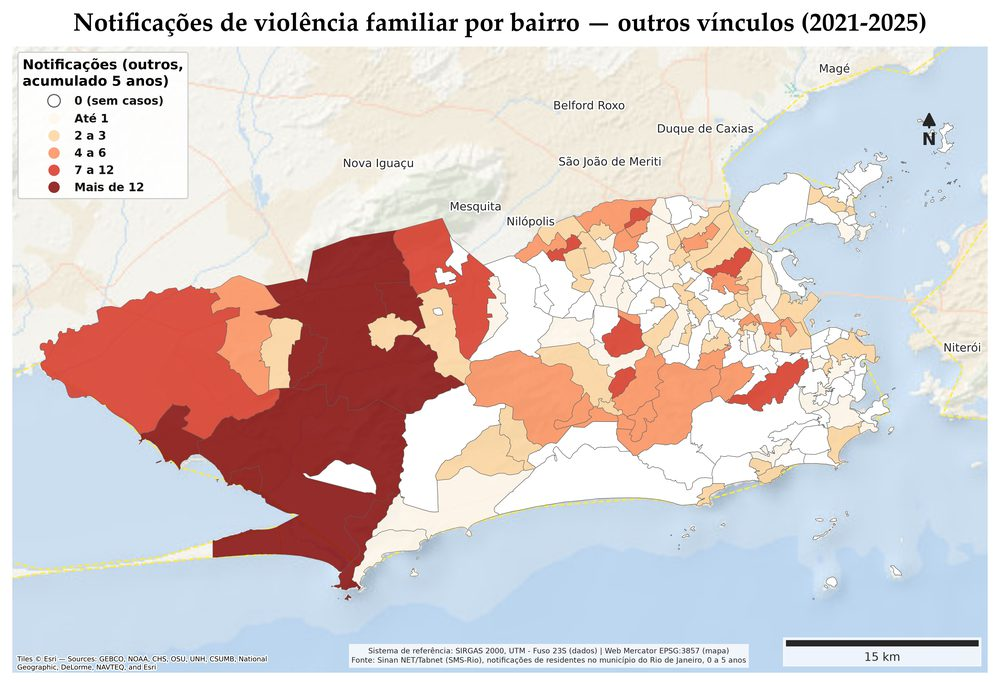 Notificações de violência familiar por bairro — outros vínculos (2021-2025)
Notificações (outros,
acumulado 5 anos)
0 (sem casos)
Até 1
2 a 3
4 a 6
7 a 12
Mais de 12
Magé
Belford Roxo
Duque de Caxias
N
Nova Iguaçu
São João de Meriti
Mesquita
Nilópolis
Niterói
15 km
Sistema de referência: SIRGAS 2000, UTM - Fuso 23S (dados) | Web Mercator EPSG:3857 (mapa)
Fonte: Sinan NET/Tabnet (SMS-Rio), notificações de residentes no município do Rio de Janeiro, 0 a 5 anos
Tiles © Esri — Sources: GEBCO, NOAA, CHS, OSU, UNH, CSUMB, National
Geographic, DeLorme, NAVTEQ, and Esri